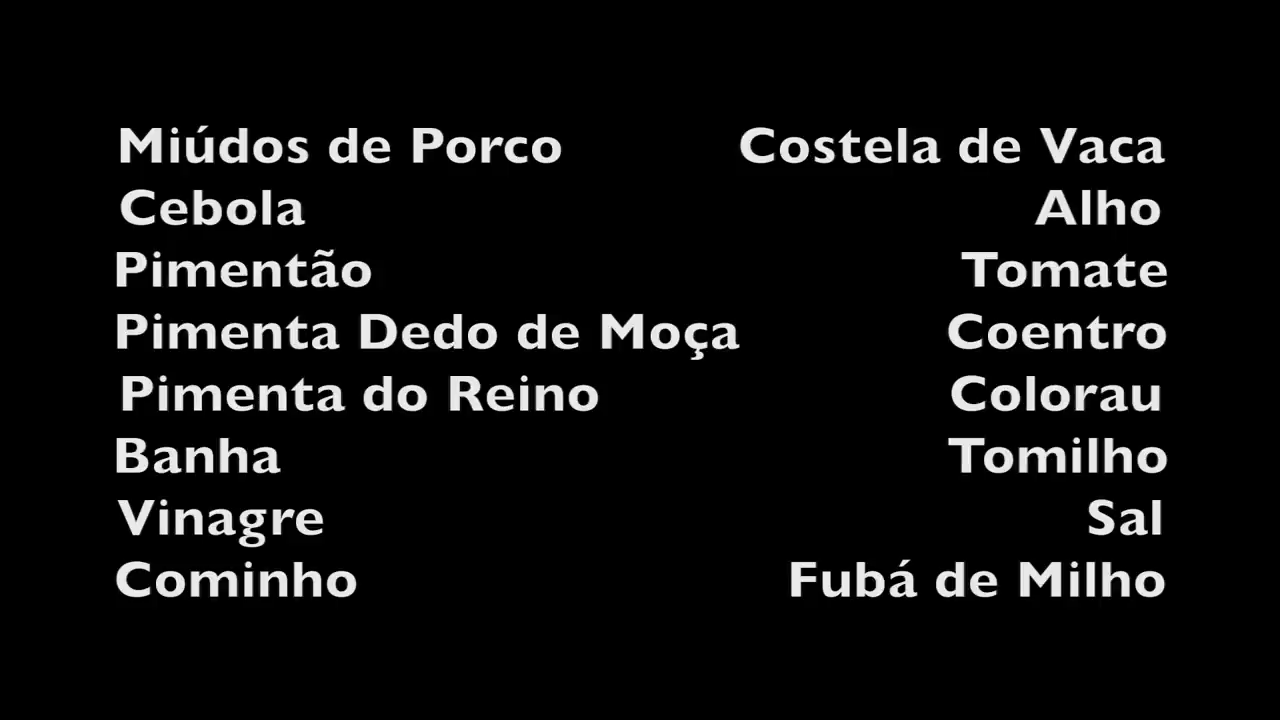 Miúdos de Porco Costela de Vaca
Cebola Alho
Pimentão Tomate
Pimenta Dedo de Moça Coentro
Pimenta do Reino Colorau
Banha Tomilho
Vinagre Sal
Cominho Fubá de Milho